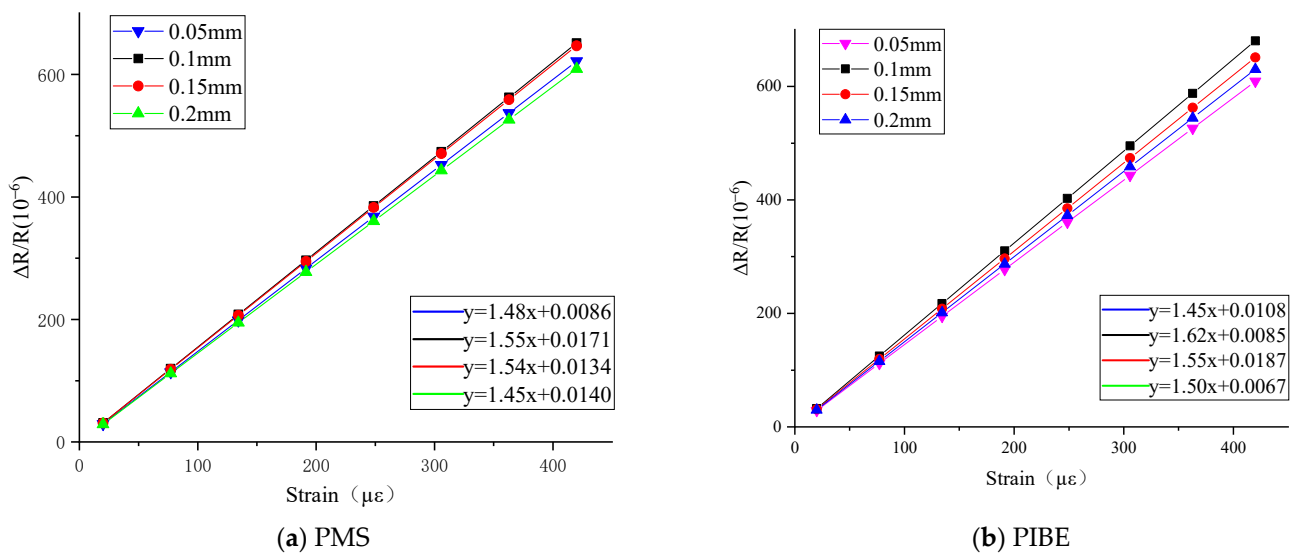 0.05mm
0.1mm
0.15mm
0.2mm
600
400
200
0
ΔR/R(10⁻⁶)
y=1.48x+0.0086
y=1.55x+0.0171
y=1.54x+0.0134
y=1.45x+0.0140
0 100 200 300 400
Strain（με）
(a) PMS
0.05mm
0.1mm
0.15mm
0.2mm
600
400
200
0
ΔR/R(10⁻⁶)
y=1.45x+0.0108
y=1.62x+0.0085
y=1.55x+0.0187
y=1.50x+0.0067
0 100 200 300 400
Strain（με）
(b) PIBE